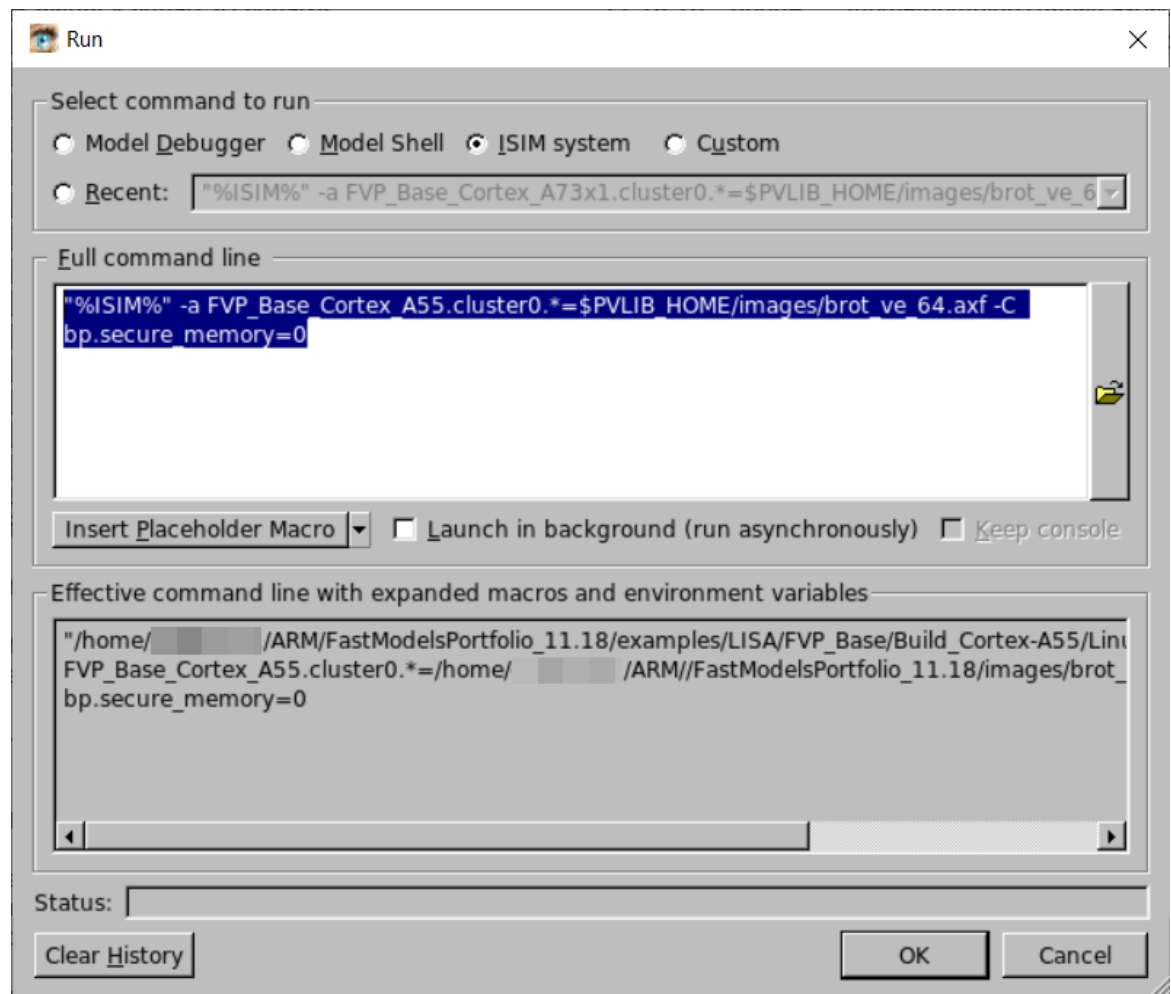 Run
Select command to run
Model Debugger Model Shell ISIM system Custom
Recent: "%ISIM%" -a FVP_Base_Cortex_A73x1.cluster0.*=$PVLIB_HOME/images/brot_ve_6
Full command line
"%ISIM%" -a FVP_Base_Cortex_A55.cluster0.*=$PVLIB_HOME/images/brot_ve_64.axf -C
bp.secure_memory=0
Insert Placeholder Macro Launch in background (run asynchronously) Keep console
Effective command line with expanded macros and environment variables
"/home/ /ARM/FastModelsPortfolio_11.18/examples/LISA/FVP_Base/Build_Cortex-A55/Linu
FVP_Base_Cortex_A55.cluster0.*=/home/ /ARM//FastModelsPortfolio_11.18/images/brot_
bp.secure_memory=0
Status:
Clear History OK Cancel